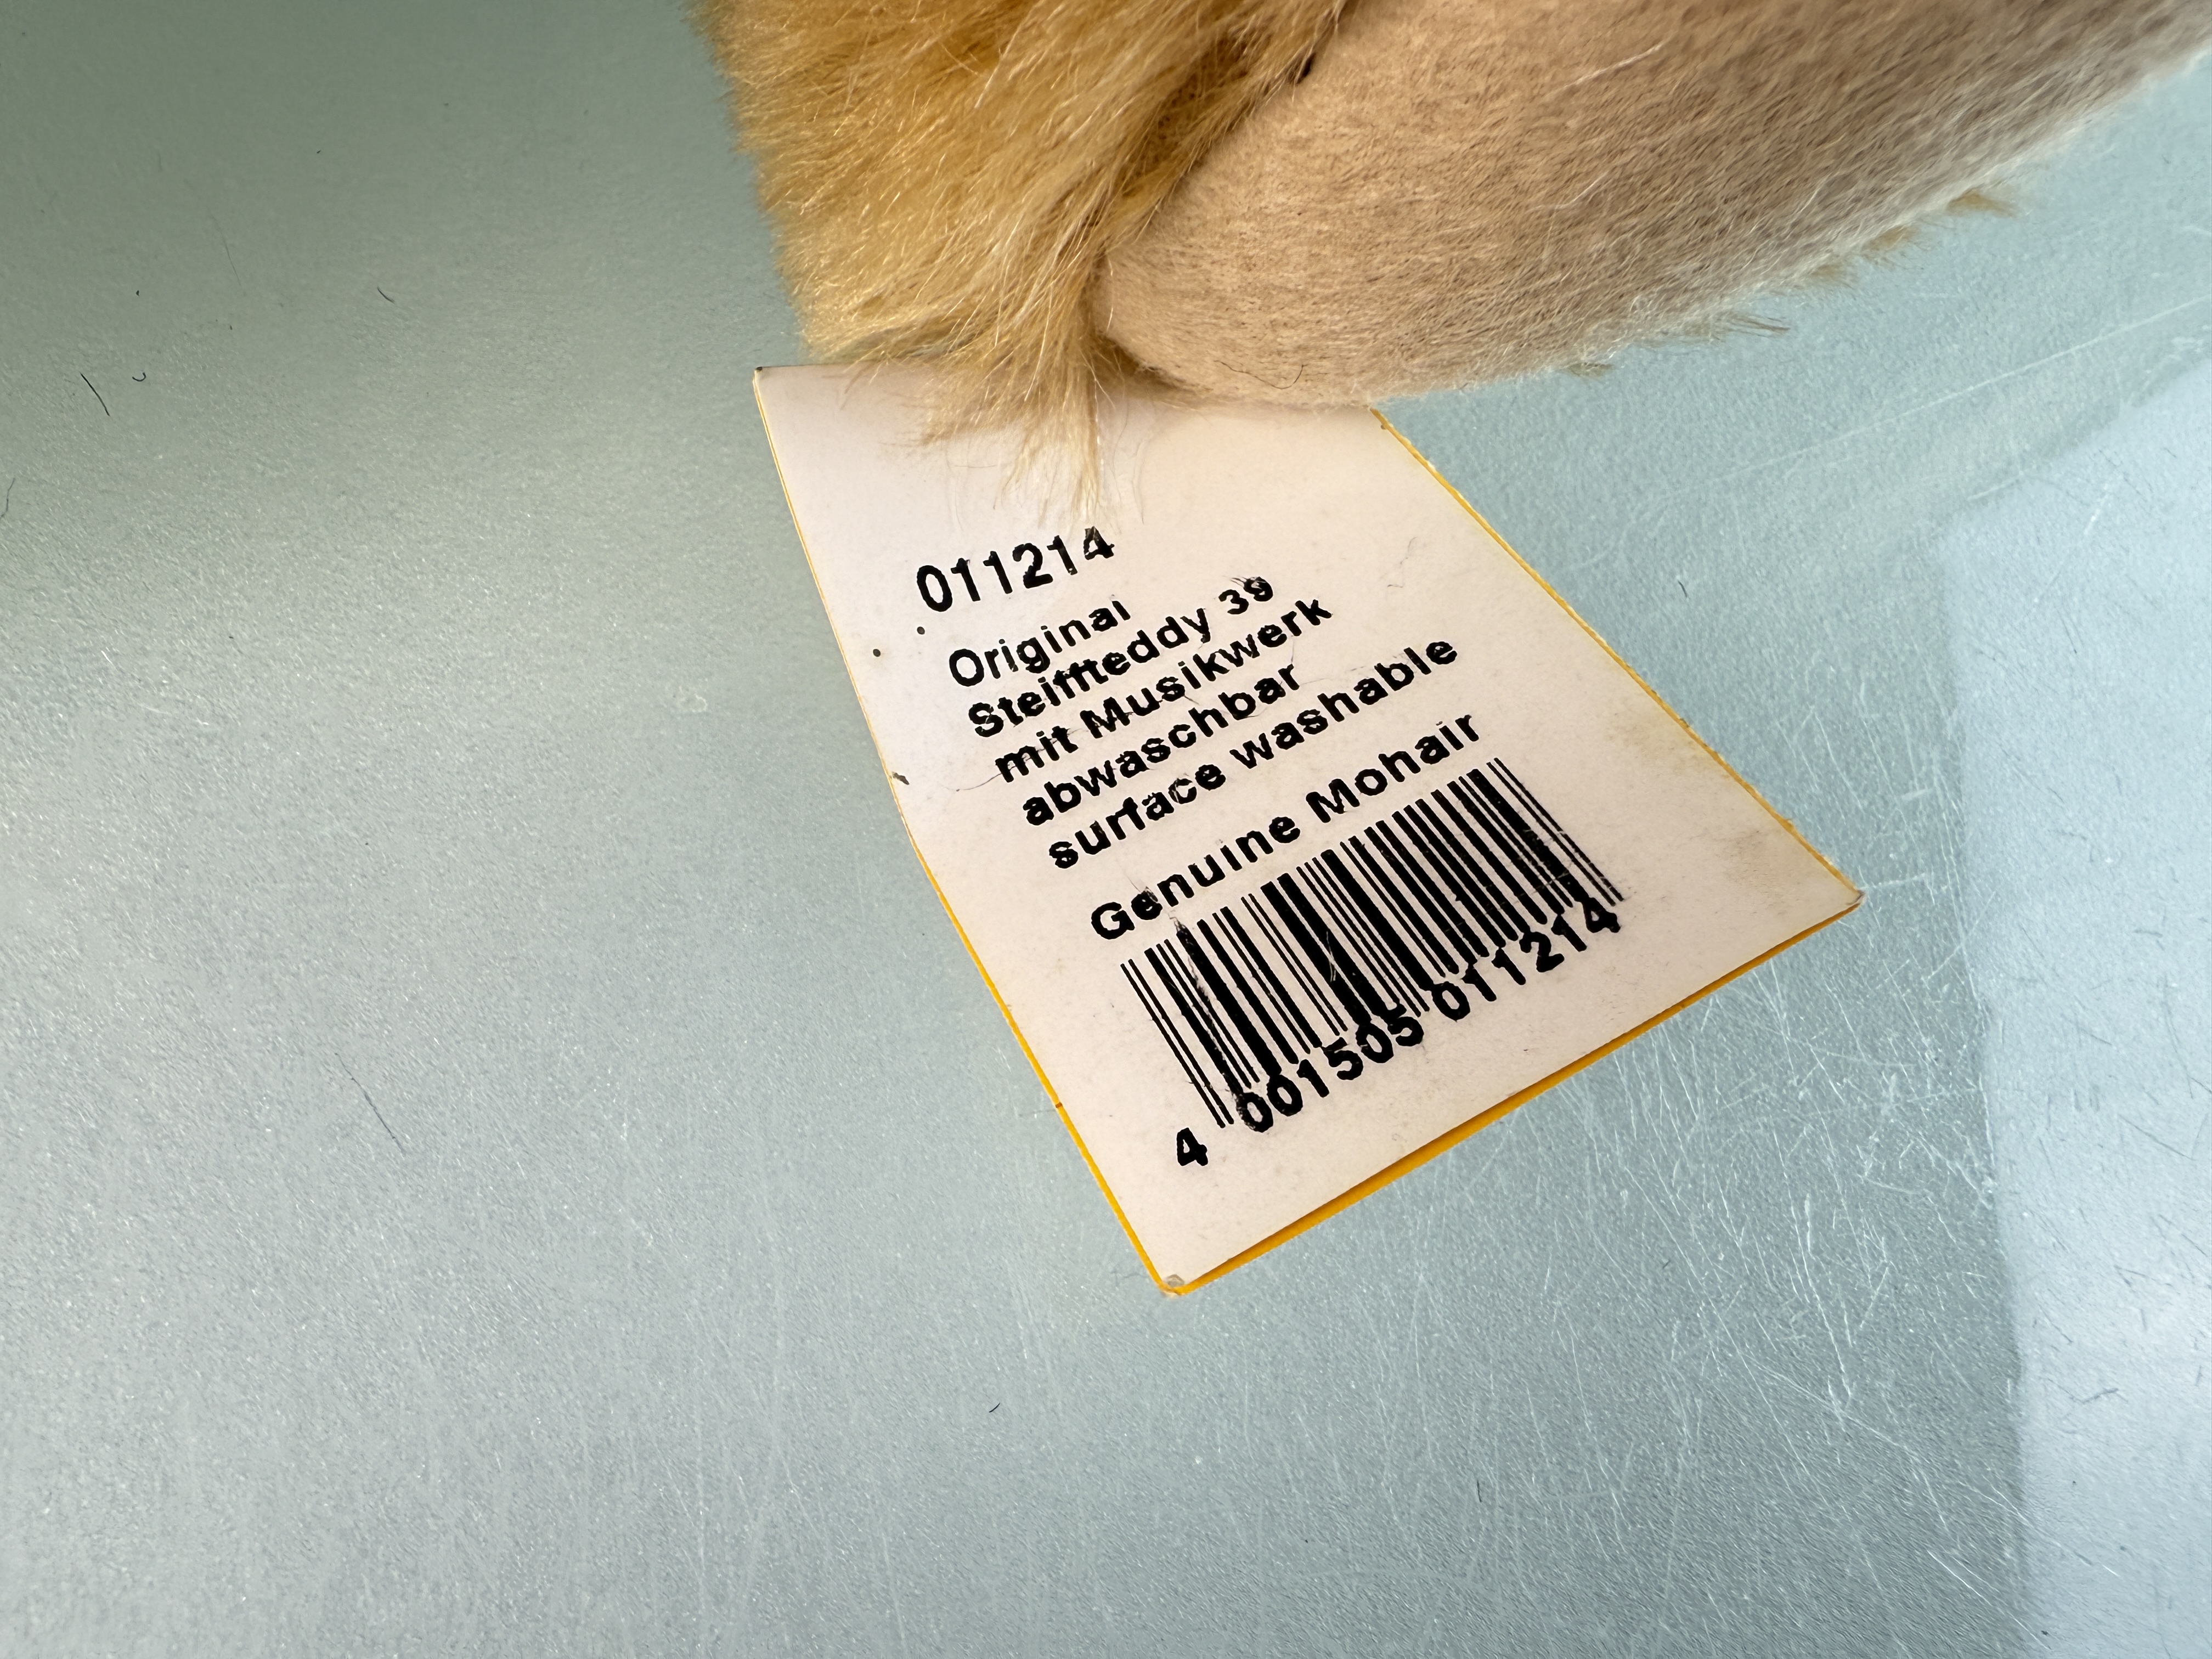 011214
Original
Steiffteddy 39
mit Musikwerk
abwaschbar
surface washable
Genuine Mohair
4 001505 011214